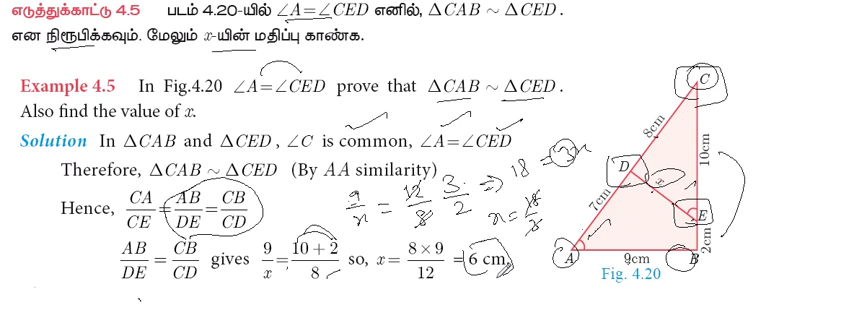 எடுத்துக்காட்டு 4.5 படம் 4.20-யில் ∠A=∠CED எனில், ΔCAB ~ ΔCED.
என நிரூபிக்கவும். மேலும் x-யின் மதிப்பு காண்க.
Example 4.5 In Fig.4.20 ∠A=∠CED prove that ΔCAB ~ ΔCED.
Also find the value of x.
Solution In ΔCAB and ΔCED, ∠C is common, ∠A=∠CED
Therefore, ΔCAB ~ ΔCED (By AA similarity)
Hence, CA/CE = AB/DE = CB/CD
AB/DE = CB/CD gives 9/x = 10+2/8 so, x = 8×9/12 = 6 cm.
9/x = 12/8 3/2 ⇒ 18 = 3x
x = 18/3
C
8cm
10cm
D
x
7cm
E
2cm
A
9cm
B
Fig. 4.20